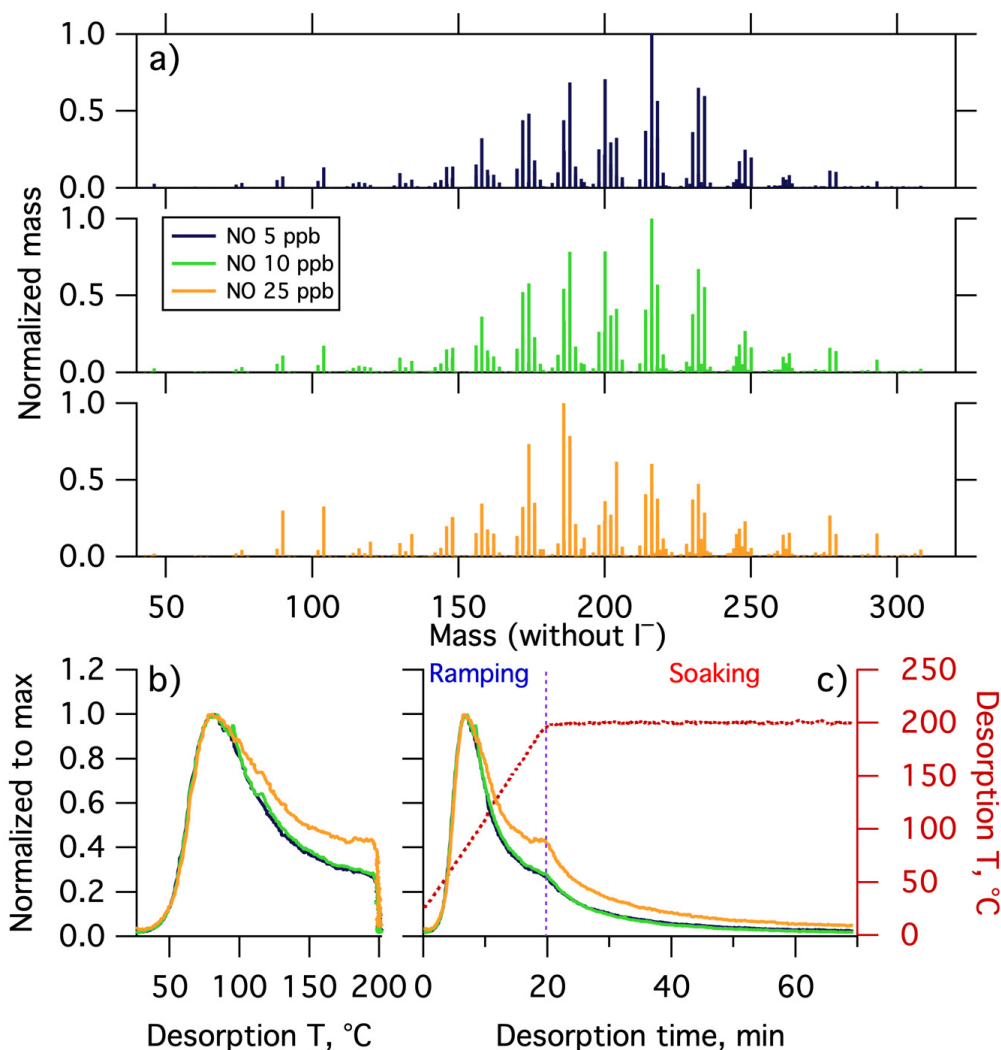 a)
1.0
0.5
0.0
1.0
0.5
0.0
1.0
0.5
0.0
Normalized mass
NO 5 ppb
NO 10 ppb
NO 25 ppb
50 100 150 200 250 300
Mass (without I⁻)
b)
1.2
1.0
0.8
0.6
0.4
0.2
0.0
Normalized to max
50 100 150 200
Desorption T, °C
Ramping
Soaking
c)
250
200
150
100
50
0
Desorption T, °C
0 20 40 60
Desorption time, min